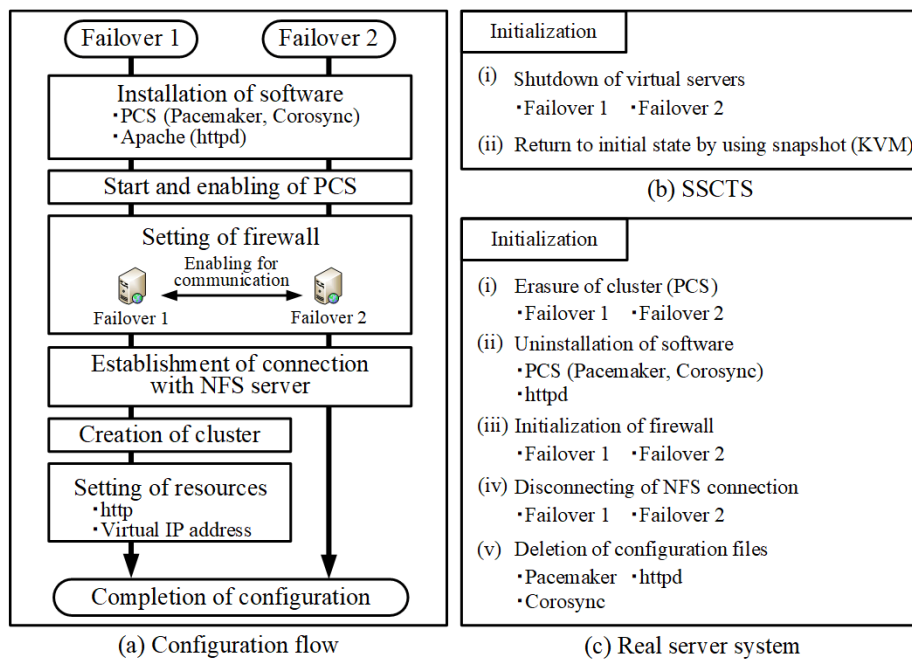 Failover 1
Failover 2
Installation of software
・PCS (Pacemaker, Corosync)
・Apache (httpd)
Start and enabling of PCS
Setting of firewall
Enabling for
communication
Failover 1
Failover 2
Establishment of connection
with NFS server
Creation of cluster
Setting of resources
・http
・Virtual IP address
Completion of configuration
(a) Configuration flow
Initialization
(i) Shutdown of virtual servers
・Failover 1 ・Failover 2
(ii) Return to initial state by using snapshot (KVM)
(b) SSCTS
Initialization
(i) Erasure of cluster (PCS)
・Failover 1 ・Failover 2
(ii) Uninstallation of software
・PCS (Pacemaker, Corosync)
・httpd
(iii) Initialization of firewall
・Failover 1 ・Failover 2
(iv) Disconnecting of NFS connection
・Failover 1 ・Failover 2
(v) Deletion of configuration files
・Pacemaker ・httpd
・Corosync
(c) Real server system